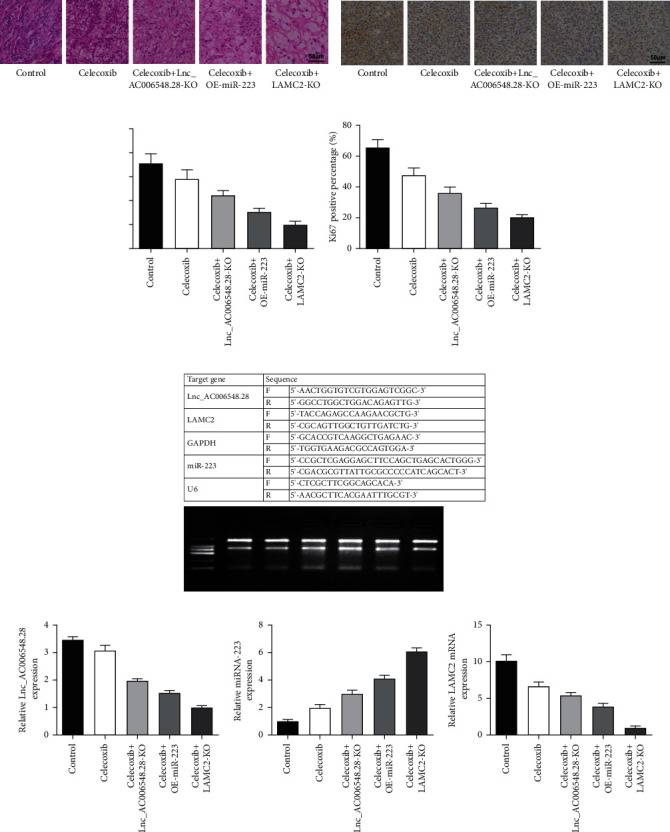 50μm
Control
Celecoxib
Celecoxib+Lnc_
AC006548.28-KO
Celecoxib+
OE-miR-223
Celecoxib+
LAMC2-KO
50μm
Control
Celecoxib
Celecoxib+Lnc_
AC006548.28-KO
Celecoxib+
OE-miR-223
Celecoxib+
LAMC2-KO
Control
Celecoxib
Celecoxib+
Lnc_AC006548.28-KO
Celecoxib+
OE-miR-223
Celecoxib+
LAMC2-KO
Ki67 positive percentage (%)
80
60
40
20
0
Control
Celecoxib
Celecoxib+
Lnc_AC006548.28-KO
Celecoxib+
OE-miR-223
Celecoxib+
LAMC2-KO
Target gene Sequence
Lnc_AC006548.28 F 5'-AACTGGTGTCGTGGAGTCGGC-3'
R 5'-GGCCTGGCTGGACAGAGTTG-3'
LAMC2 F 5'-TACCAGAGCCAAGAACGCTG-3'
R 5'-CGCAGTTGGCTGTTGATCTG-3'
GAPDH F 5'-GCACCGTCAAGGCTGAGAAC-3'
R 5'-TGGTGAAGACGCCAGTGGA-3'
miR-223 F 5'-CCGCTCGAGGAGCTTCCAGCTGAGCACTGGG-3'
R 5'-CGACGCGTTATTGCGCCCCCATCAGCACT-3'
U6 F 5'-CTCGCTTCGGCAGCACA-3'
R 5'-AACGCTTCACGAATTTGCGT-3'
Relative Lnc_AC006548.28
expression
4
3
2
1
0
Control
Celecoxib
Celecoxib+
Lnc_AC006548.28-KO
Celecoxib+
OE-miR-223
Celecoxib+
LAMC2-KO
Relative miRNA-223
expression
8
6
4
2
0
Control
Celecoxib
Celecoxib+
Lnc_AC006548.28-KO
Celecoxib+
OE-miR-223
Celecoxib+
LAMC2-KO
Relative LAMC2 mRNA
expression
15
10
5
0
Control
Celecoxib
Celecoxib+
Lnc_AC006548.28-KO
Celecoxib+
OE-miR-223
Celecoxib+
LAMC2-KO